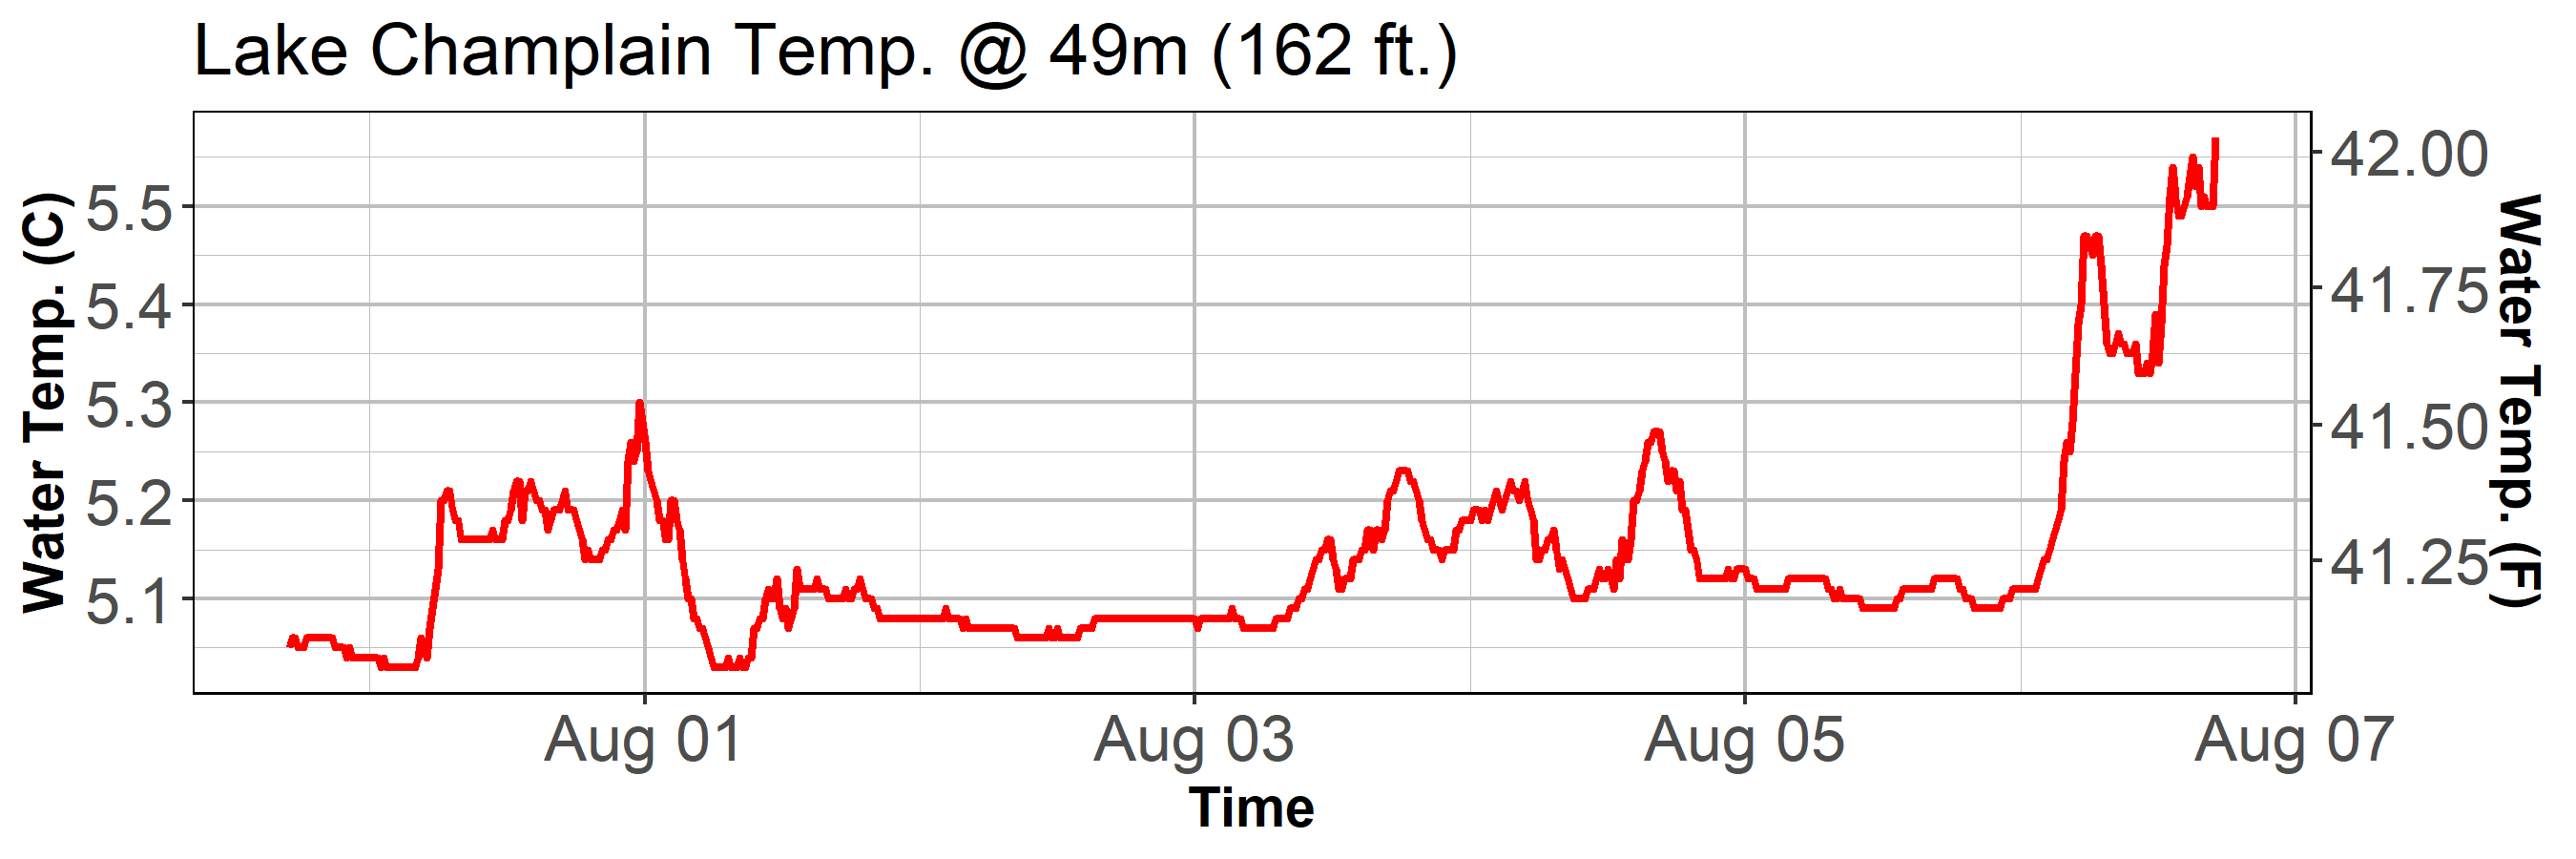 Lake Champlain Temp. @ 49m (162 ft.)
Water Temp. (C)
5.5
5.4
5.3
5.2
5.1
42.00
41.75
41.50
41.25
Water Temp. (F)
Aug 01 Aug 03 Aug 05 Aug 07
Time